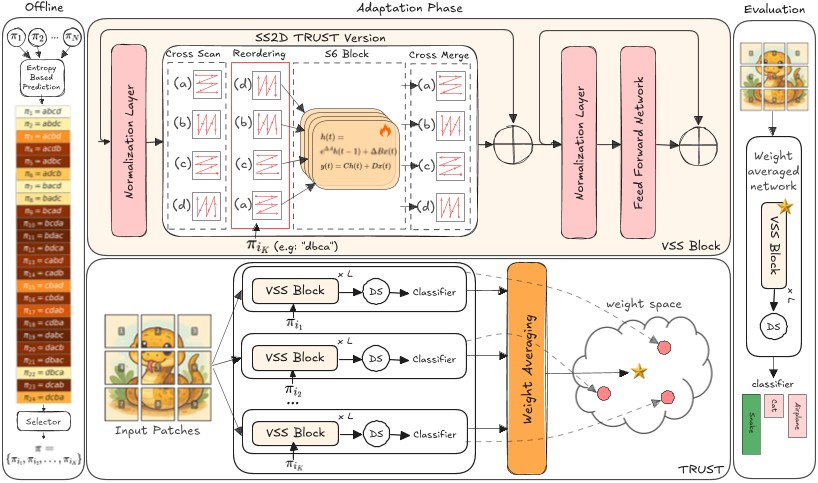 Offline
π1 π2 ... πN
Entropy
Based
Prediction
π1 = abcd
π2 = abdc
π3 = acbd
π4 = acdb
π5 = adbc
π6 = adcb
π7 = bacd
π8 = badc
π9 = bcad
π10 = bcda
π11 = bdac
π12 = bdca
π13 = cabd
π14 = cadb
π15 = cbad
π16 = cbda
π17 = cdab
π18 = cdba
π19 = dabc
π20 = dacb
π21 = dbac
π22 = dbca
π23 = dcab
π24 = dcba
Selector
π =
{πi1, πi2, ..., πiK}
Adaptation Phase
SS2D TRUST Version
Cross Scan
Reordering
S6 Block
Cross Merge
Normalization Layer
(a)
(b)
(c)
(d)
(d)
(b)
(c)
(a)
h(t) =
e^ΔA h(t − 1) + ΔBx(t)
y(t) = Ch(t) + Dx(t)
(a)
(b)
(c)
(d)
πiK (e.g: "dbca")
Normalization Layer
Feed Forward Network
VSS Block
Input Patches
VSS Block
× L
DS
Classifier
πi1
VSS Block
× L
DS
Classifier
πi2
...
VSS Block
× L
DS
Classifier
πiK
Weight Averaging
weight space
TRUST
Evaluation
Weight
averaged
network
VSS Block
× L
DS
classifier
Snake
Cat
Airplane